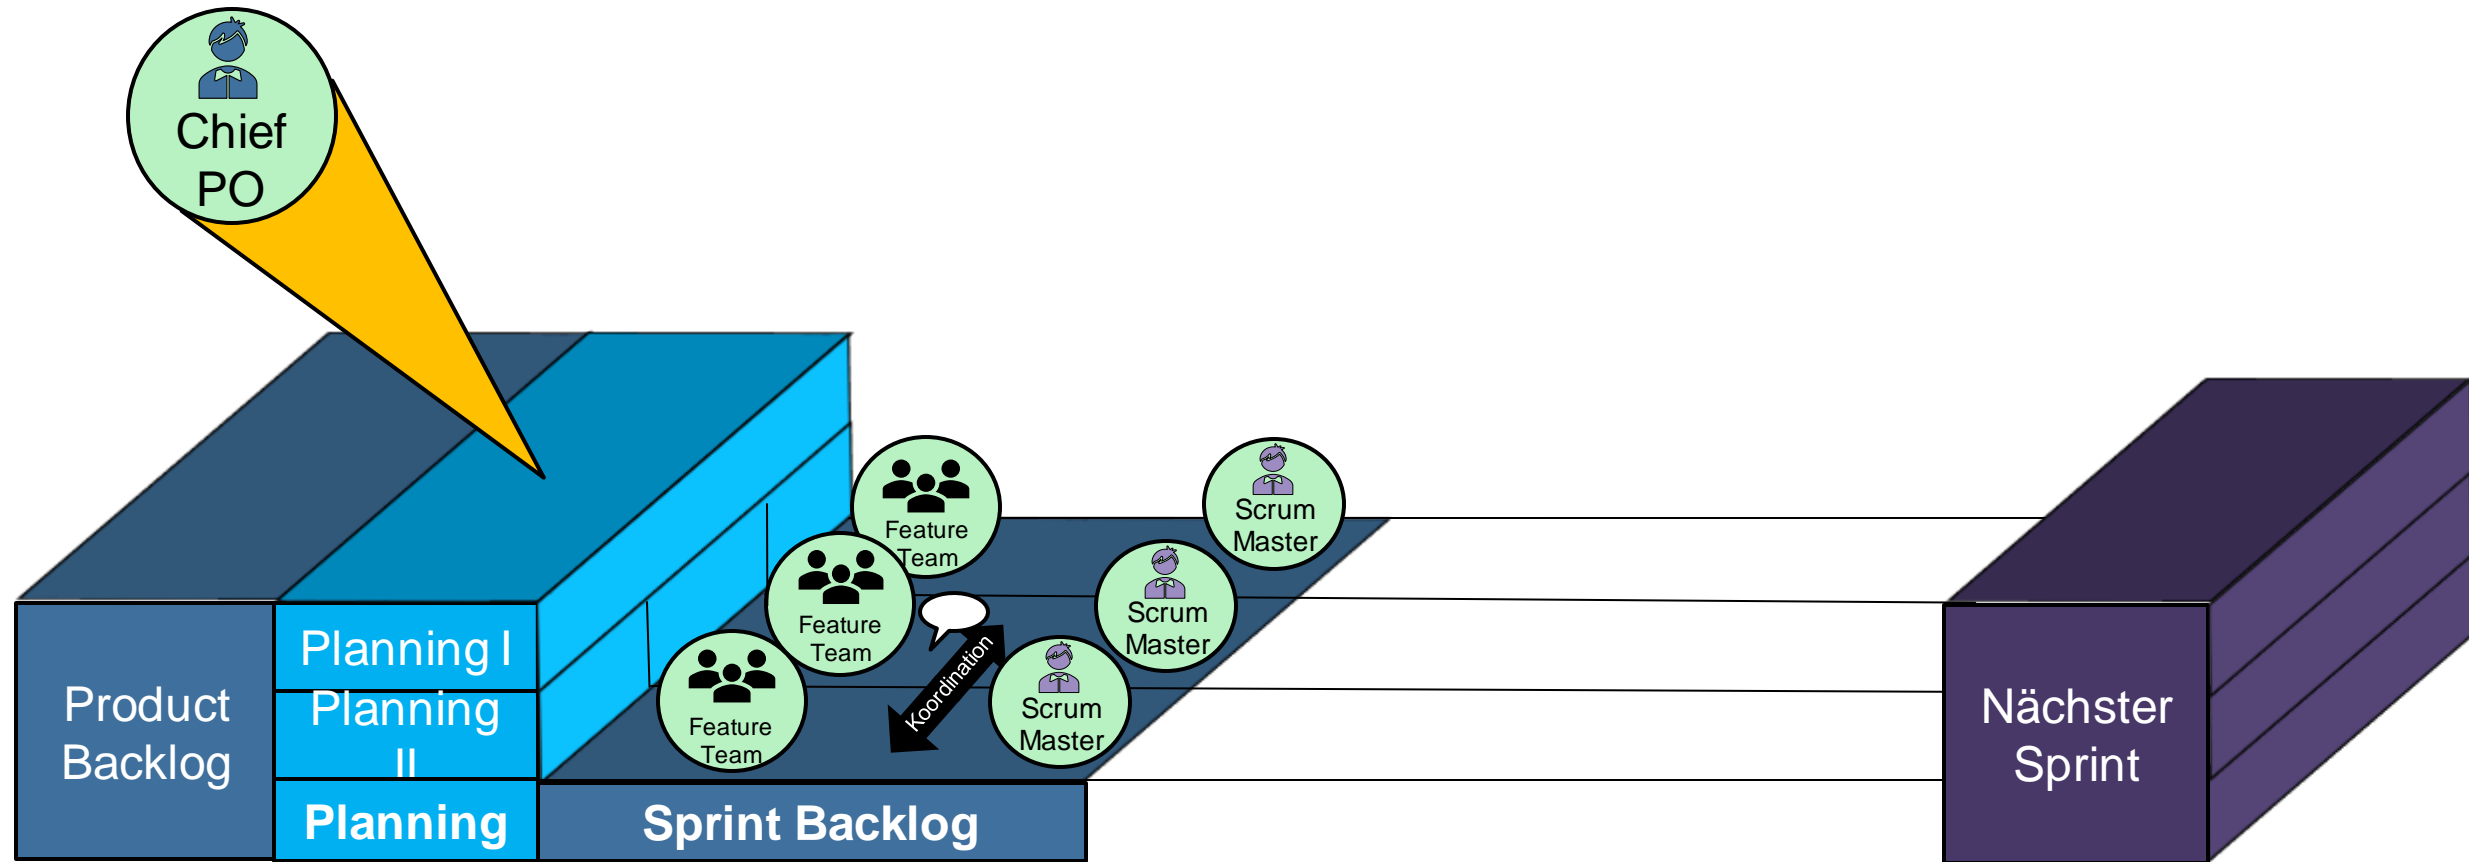 Chief
PO
Feature
Team
Scrum
Master
Feature
Team
Scrum
Master
Feature
Team
Koordination
Scrum
Master
Product
Backlog
Planning I
Planning
II
Planning
Sprint Backlog
Nächster
Sprint